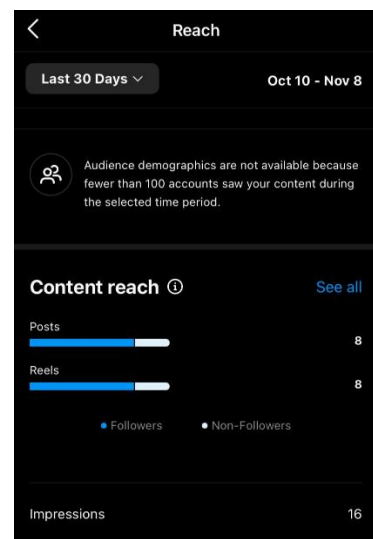 Reach
Last 30 Days
Oct 10 - Nov 8
Audience demographics are not available because
fewer than 100 accounts saw your content during
the selected time period.
Content reach
See all
Posts
8
Reels
8
Followers
Non-Followers
Impressions
16